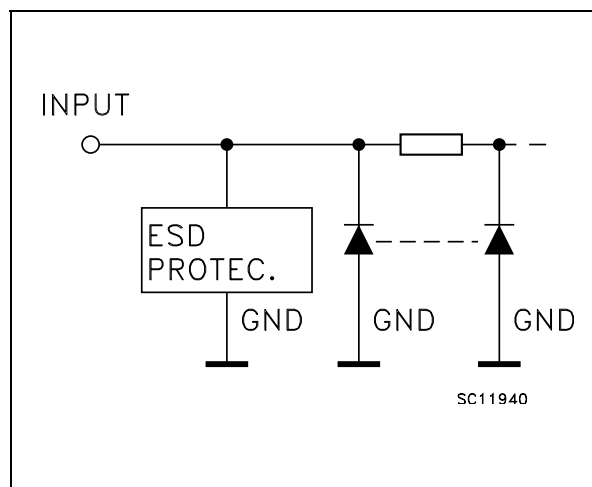 INPUT
ESD
PROTEC.
GND
GND
GND
SC11940